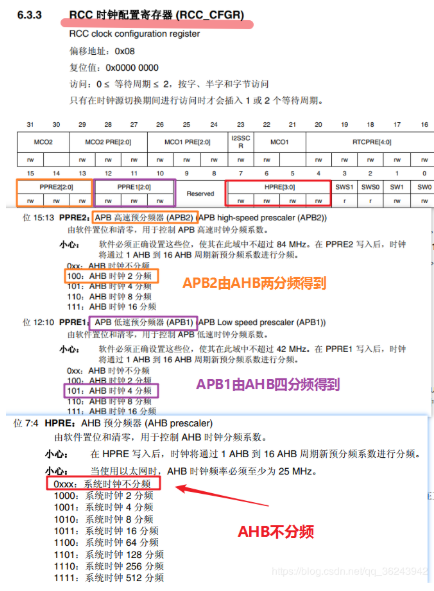 6.3.3 RCC 时钟配置寄存器 (RCC_CFGR)
RCC clock configuration register
偏移地址：0x08
复位值：0x0000 0000
访问：0 ≤ 等待周期 ≤ 2，按字、半字和字节访问
只有在时钟源切换期间进行访问时才会插入 1 或 2 个等待周期。
31 30 29 28 27 26 25 24 23 22 21 20 19 18 17 16
MCO2 MCO2 PRE[2:0] MCO1 PRE[2:0] I2SSCR MCO1 RTCPRE[4:0]
rw rw rw rw rw rw rw rw rw rw rw rw rw
15 14 13 12 11 10 9 8 7 6 5 4 3 2 1 0
PPRE2[2:0] PPRE1[2:0] Reserved HPRE[3:0] SWS1 SWS0 SW1 SW0
rw rw rw rw rw rw rw rw rw rw r r rw rw
位 15:13 PPRE2：APB 高速预分频器 (APB2) (APB high-speed prescaler (APB2))
由软件置位和清零，用于控制 APB 高速时钟分频系数。
小心： 软件必须正确设置这些位，使其在此域中不超过 84 MHz。在 PPRE2 写入后，时钟
将通过 1 AHB 到 16 AHB 周期新预分频系数进行分频。
0xx：AHB 时钟不分频
100：AHB 时钟 2 分频
101：AHB 时钟 4 分频
110：AHB 时钟 8 分频
111：AHB 时钟 16 分频
APB2由AHB两分频得到
位 12:10 PPRE1：APB 低速预分频器 (APB1) (APB Low speed prescaler (APB1))
由软件置位和清零，用于控制 APB 低速时钟分频系数。
小心： 软件必须正确设置这些位，使其在此域中不超过 42 MHz。在 PPRE1 写入后，时钟
将通过 1 AHB 到 16 AHB 周期新预分频系数进行分频。
0xx：AHB 时钟不分频
100：AHB 时钟 2 分频
101：AHB 时钟 4 分频
110：AHB 时钟 8 分频
111：AHB 时钟 16 分频
APB1由AHB四分频得到
位 7:4 HPRE：AHB 预分频器 (AHB prescaler)
由软件置位和清零，用于控制 AHB 时钟分频系数。
小心： 在 HPRE 写入后，时钟将通过 1 AHB 到 16 AHB 周期新预分频系数进行分频。
小心： 当使用以太网时，AHB 时钟频率必须至少为 25 MHz。
0xxx：系统时钟不分频
1000：系统时钟 2 分频
1001：系统时钟 4 分频
1010：系统时钟 8 分频
1011：系统时钟 16 分频
1100：系统时钟 64 分频
1101：系统时钟 128 分频
1110：系统时钟 256 分频
1111：系统时钟 512 分频
AHB不分频